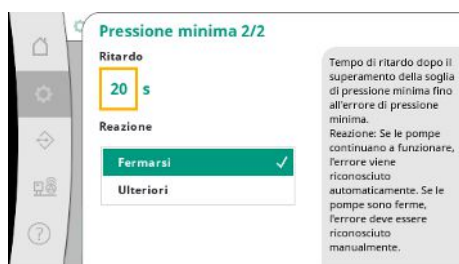 Pressione minima 2/2
Ritardo
20 s
Reazione
Fermarsi
Ulteriori
Tempo di ritardo dopo il
superamento della soglia
di pressione minima fino
all'errore di pressione
minima.
Reazione: Se le pompe
continuano a funzionare,
l'errore viene
riconosciuto
automaticamente. Se le
pompe sono ferme,
l'errore deve essere
riconosciuto
manualmente.